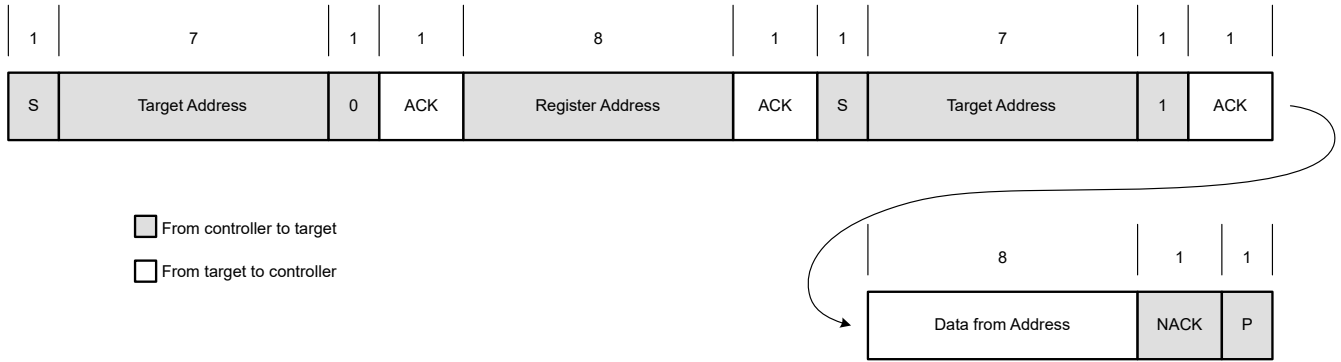 1 7 1 1 8 1 1 7 1 1
S Target Address 0 ACK Register Address ACK S Target Address 1 ACK
From controller to target
From target to controller
8 1 1
Data from Address NACK P